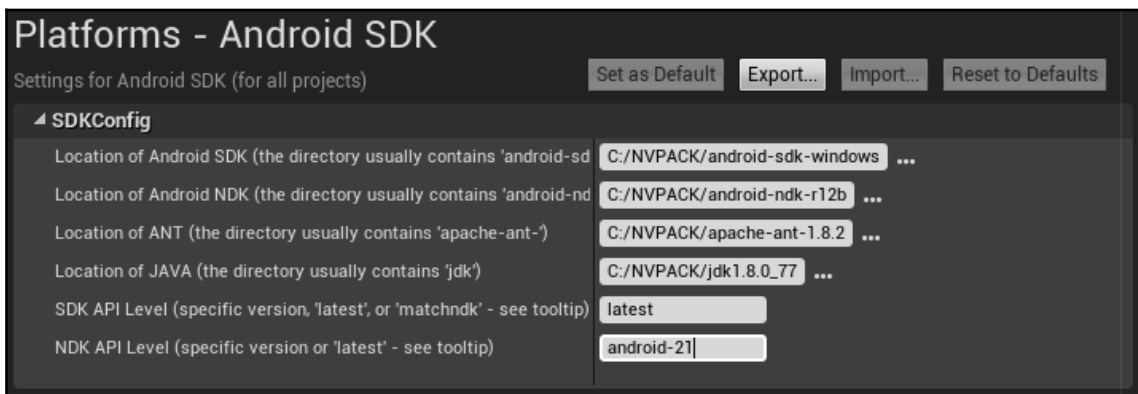 Platforms - Android SDK
Settings for Android SDK (for all projects)
Set as Default Export... Import... Reset to Defaults
SDKConfig
Location of Android SDK (the directory usually contains 'android-sd C:/NVPACK/android-sdk-windows ...
Location of Android NDK (the directory usually contains 'android-nd C:/NVPACK/android-ndk-r12b ...
Location of ANT (the directory usually contains 'apache-ant-') C:/NVPACK/apache-ant-1.8.2 ...
Location of JAVA (the directory usually contains 'jdk') C:/NVPACK/jdk1.8.0_77 ...
SDK API Level (specific version, 'latest', or 'matchndk' - see tooltip) latest
NDK API Level (specific version or 'latest' - see tooltip) android-21